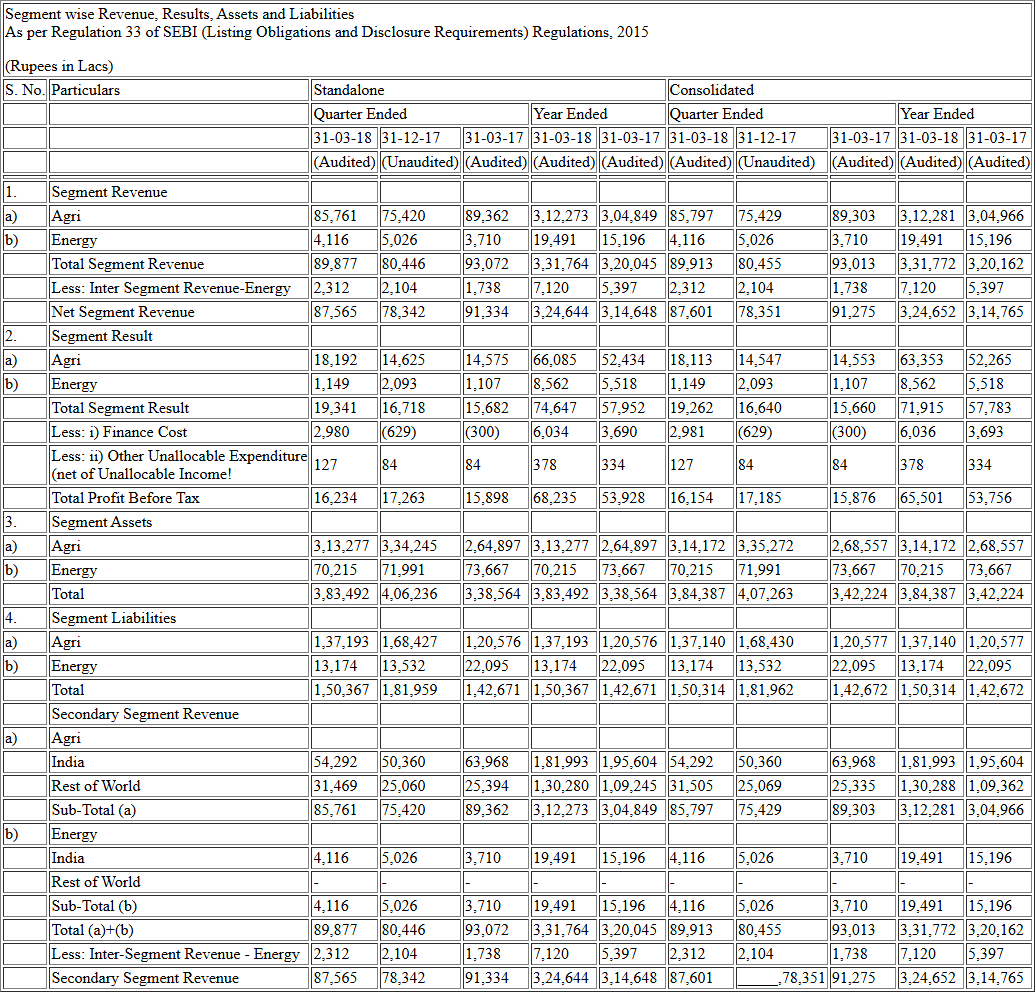 Segment wise Revenue, Results, Assets and Liabilities
As per Regulation 33 of SEBI (Listing Obligations and Disclosure Requirements) Regulations, 2015
(Rupees in Lacs)
S. No. Particulars Standalone Consolidated
Quarter Ended Year Ended Quarter Ended Year Ended
31-03-18 31-12-17 31-03-17 31-03-18 31-03-17 31-03-18 31-12-17 31-03-17 31-03-18 31-03-17
(Audited) (Unaudited) (Audited) (Audited) (Audited) (Audited) (Unaudited) (Audited) (Audited) (Audited)
1. Segment Revenue
a) Agri 85,761 75,420 89,362 3,12,273 3,04,849 85,797 75,429 89,303 3,12,281 3,04,966
b) Energy 4,116 5,026 3,710 19,491 15,196 4,116 5,026 3,710 19,491 15,196
Total Segment Revenue 89,877 80,446 93,072 3,31,764 3,20,045 89,913 80,455 93,013 3,31,772 3,20,162
Less: Inter Segment Revenue-Energy 2,312 2,104 1,738 7,120 5,397 2,312 2,104 1,738 7,120 5,397
Net Segment Revenue 87,565 78,342 91,334 3,24,644 3,14,648 87,601 78,351 91,275 3,24,652 3,14,765
2. Segment Result
a) Agri 18,192 14,625 14,575 66,085 52,434 18,113 14,547 14,553 63,353 52,265
b) Energy 1,149 2,093 1,107 8,562 5,518 1,149 2,093 1,107 8,562 5,518
Total Segment Result 19,341 16,718 15,682 74,647 57,952 19,262 16,640 15,660 71,915 57,783
Less: i) Finance Cost 2,980 (629) (300) 6,034 3,690 2,981 (629) (300) 6,036 3,693
Less: ii) Other Unallocable Expenditure
(net of Unallocable Income! 127 84 84 378 334 127 84 84 378 334
Total Profit Before Tax 16,234 17,263 15,898 68,235 53,928 16,154 17,185 15,876 65,501 53,756
3. Segment Assets
a) Agri 3,13,277 3,34,245 2,64,897 3,13,277 2,64,897 3,14,172 3,35,272 2,68,557 3,14,172 2,68,557
b) Energy 70,215 71,991 73,667 70,215 73,667 70,215 71,991 73,667 70,215 73,667
Total 3,83,492 4,06,236 3,38,564 3,83,492 3,38,564 3,84,387 4,07,263 3,42,224 3,84,387 3,42,224
4. Segment Liabilities
a) Agri 1,37,193 1,68,427 1,20,576 1,37,193 1,20,576 1,37,140 1,68,430 1,20,577 1,37,140 1,20,577
b) Energy 13,174 13,532 22,095 13,174 22,095 13,174 13,532 22,095 13,174 22,095
Total 1,50,367 1,81,959 1,42,671 1,50,367 1,42,671 1,50,314 1,81,962 1,42,672 1,50,314 1,42,672
Secondary Segment Revenue
a) Agri
India 54,292 50,360 63,968 1,81,993 1,95,604 54,292 50,360 63,968 1,81,993 1,95,604
Rest of World 31,469 25,060 25,394 1,30,280 1,09,245 31,505 25,069 25,335 1,30,288 1,09,362
Sub-Total (a) 85,761 75,420 89,362 3,12,273 3,04,849 85,797 75,429 89,303 3,12,281 3,04,966
b) Energy
India 4,116 5,026 3,710 19,491 15,196 4,116 5,026 3,710 19,491 15,196
Rest of World - - - - - - - - - -
Sub-Total (b) 4,116 5,026 3,710 19,491 15,196 4,116 5,026 3,710 19,491 15,196
Total (a)+(b) 89,877 80,446 93,072 3,31,764 3,20,045 89,913 80,455 93,013 3,31,772 3,20,162
Less: Inter-Segment Revenue - Energy 2,312 2,104 1,738 7,120 5,397 2,312 2,104 1,738 7,120 5,397
Secondary Segment Revenue 87,565 78,342 91,334 3,24,644 3,14,648 87,601 _____,78,351 91,275 3,24,652 3,14,765